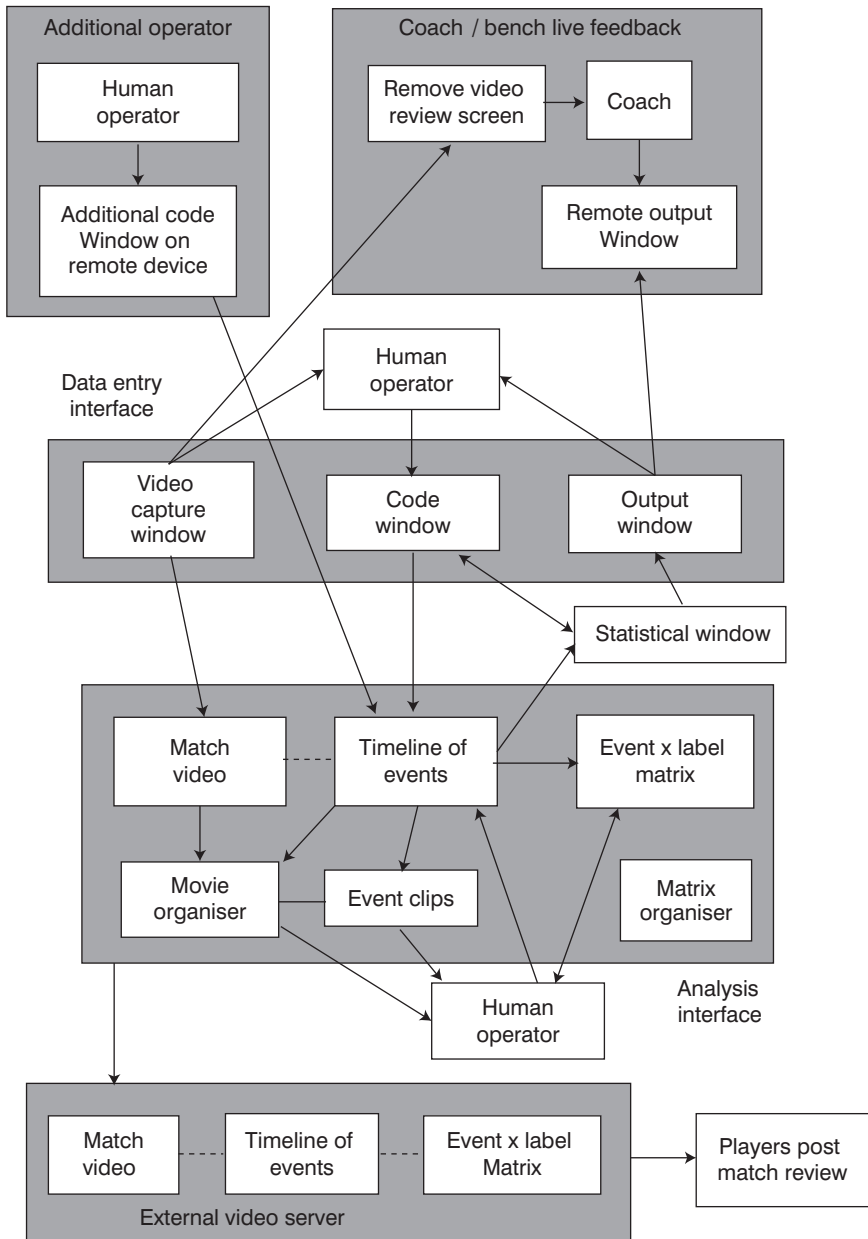 Additional operator
Human
operator
Additional code
Window on
remote device
Coach / bench live feedback
Remove video
review screen
Coach
Remote output
Window
Data entry
interface
Human
operator
Video
capture
window
Code
window
Output
window
Statistical window
Match
video
Timeline of
events
Event x label
matrix
Movie
organiser
Event clips
Matrix
organiser
Human
operator
Analysis
interface
Match
video
Timeline of
events
Event x label
Matrix
External video server
Players post
match review